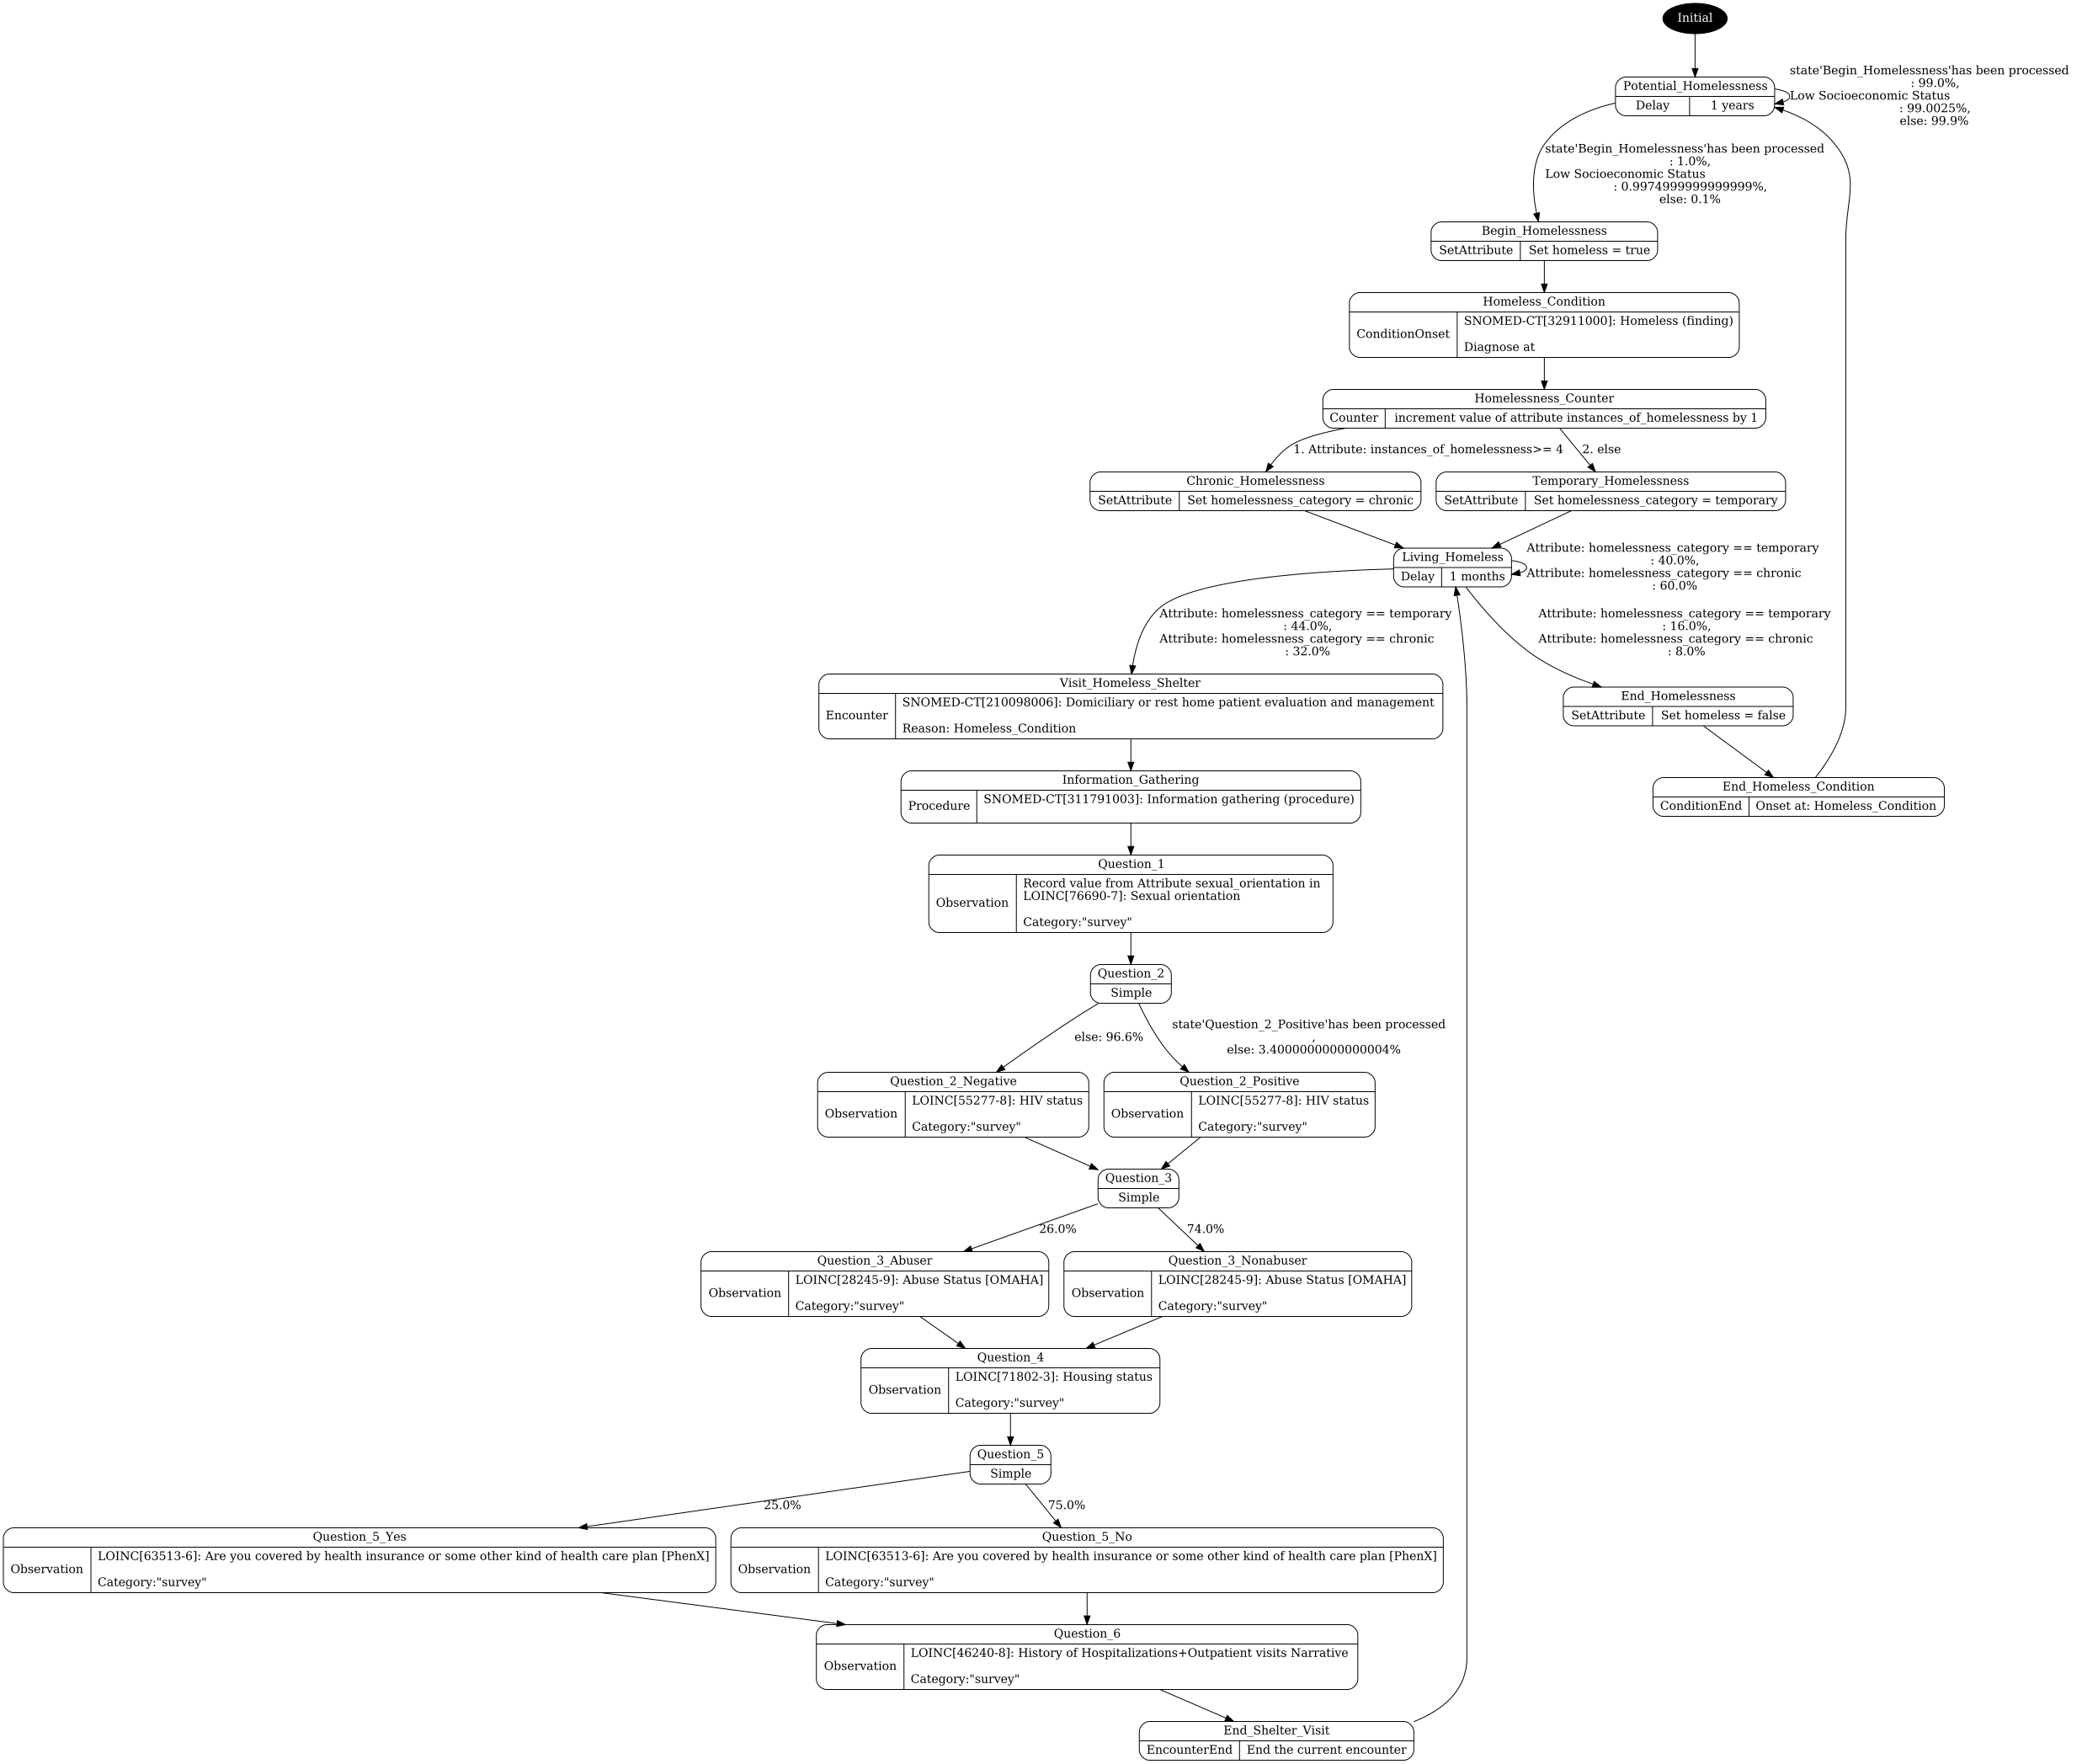 Initial
Potential_Homelessness
Delay 1 years
state'Begin_Homelessness'has been processed
: 99.0%,
Low Socioeconomic Status
: 99.0025%,
else: 99.9%
state'Begin_Homelessness'has been processed
: 1.0%,
Low Socioeconomic Status
: 0.9974999999999999%,
else: 0.1%
Begin_Homelessness
SetAttribute Set homeless = true
Homeless_Condition
ConditionOnset
SNOMED-CT[32911000]: Homeless (finding)
Diagnose at
Homelessness_Counter
Counter increment value of attribute instances_of_homelessness by 1
1. Attribute: instances_of_homelessness>= 4
2. else
Chronic_Homelessness
SetAttribute Set homelessness_category = chronic
Temporary_Homelessness
SetAttribute Set homelessness_category = temporary
Living_Homeless
Delay 1 months
Attribute: homelessness_category == temporary
: 40.0%,
Attribute: homelessness_category == chronic
: 60.0%
Attribute: homelessness_category == temporary
: 44.0%,
Attribute: homelessness_category == chronic
: 32.0%
Attribute: homelessness_category == temporary
: 16.0%,
Attribute: homelessness_category == chronic
: 8.0%
Visit_Homeless_Shelter
Encounter
SNOMED-CT[210098006]: Domiciliary or rest home patient evaluation and management
Reason: Homeless_Condition
End_Homelessness
SetAttribute Set homeless = false
Information_Gathering
Procedure
SNOMED-CT[311791003]: Information gathering (procedure)
End_Homeless_Condition
ConditionEnd Onset at: Homeless_Condition
Question_1
Observation
Record value from Attribute sexual_orientation in
LOINC[76690-7]: Sexual orientation
Category:"survey"
Question_2
Simple
else: 96.6%
state'Question_2_Positive'has been processed
,
else: 3.4000000000000004%
Question_2_Negative
Observation
LOINC[55277-8]: HIV status
Category:"survey"
Question_2_Positive
Observation
LOINC[55277-8]: HIV status
Category:"survey"
Question_3
Simple
26.0%
74.0%
Question_3_Abuser
Observation
LOINC[28245-9]: Abuse Status [OMAHA]
Category:"survey"
Question_3_Nonabuser
Observation
LOINC[28245-9]: Abuse Status [OMAHA]
Category:"survey"
Question_4
Observation
LOINC[71802-3]: Housing status
Category:"survey"
Question_5
Simple
25.0%
75.0%
Question_5_Yes
Observation
LOINC[63513-6]: Are you covered by health insurance or some other kind of health care plan [PhenX]
Category:"survey"
Question_5_No
Observation
LOINC[63513-6]: Are you covered by health insurance or some other kind of health care plan [PhenX]
Category:"survey"
Question_6
Observation
LOINC[46240-8]: History of Hospitalizations+Outpatient visits Narrative
Category:"survey"
End_Shelter_Visit
EncounterEnd End the current encounter